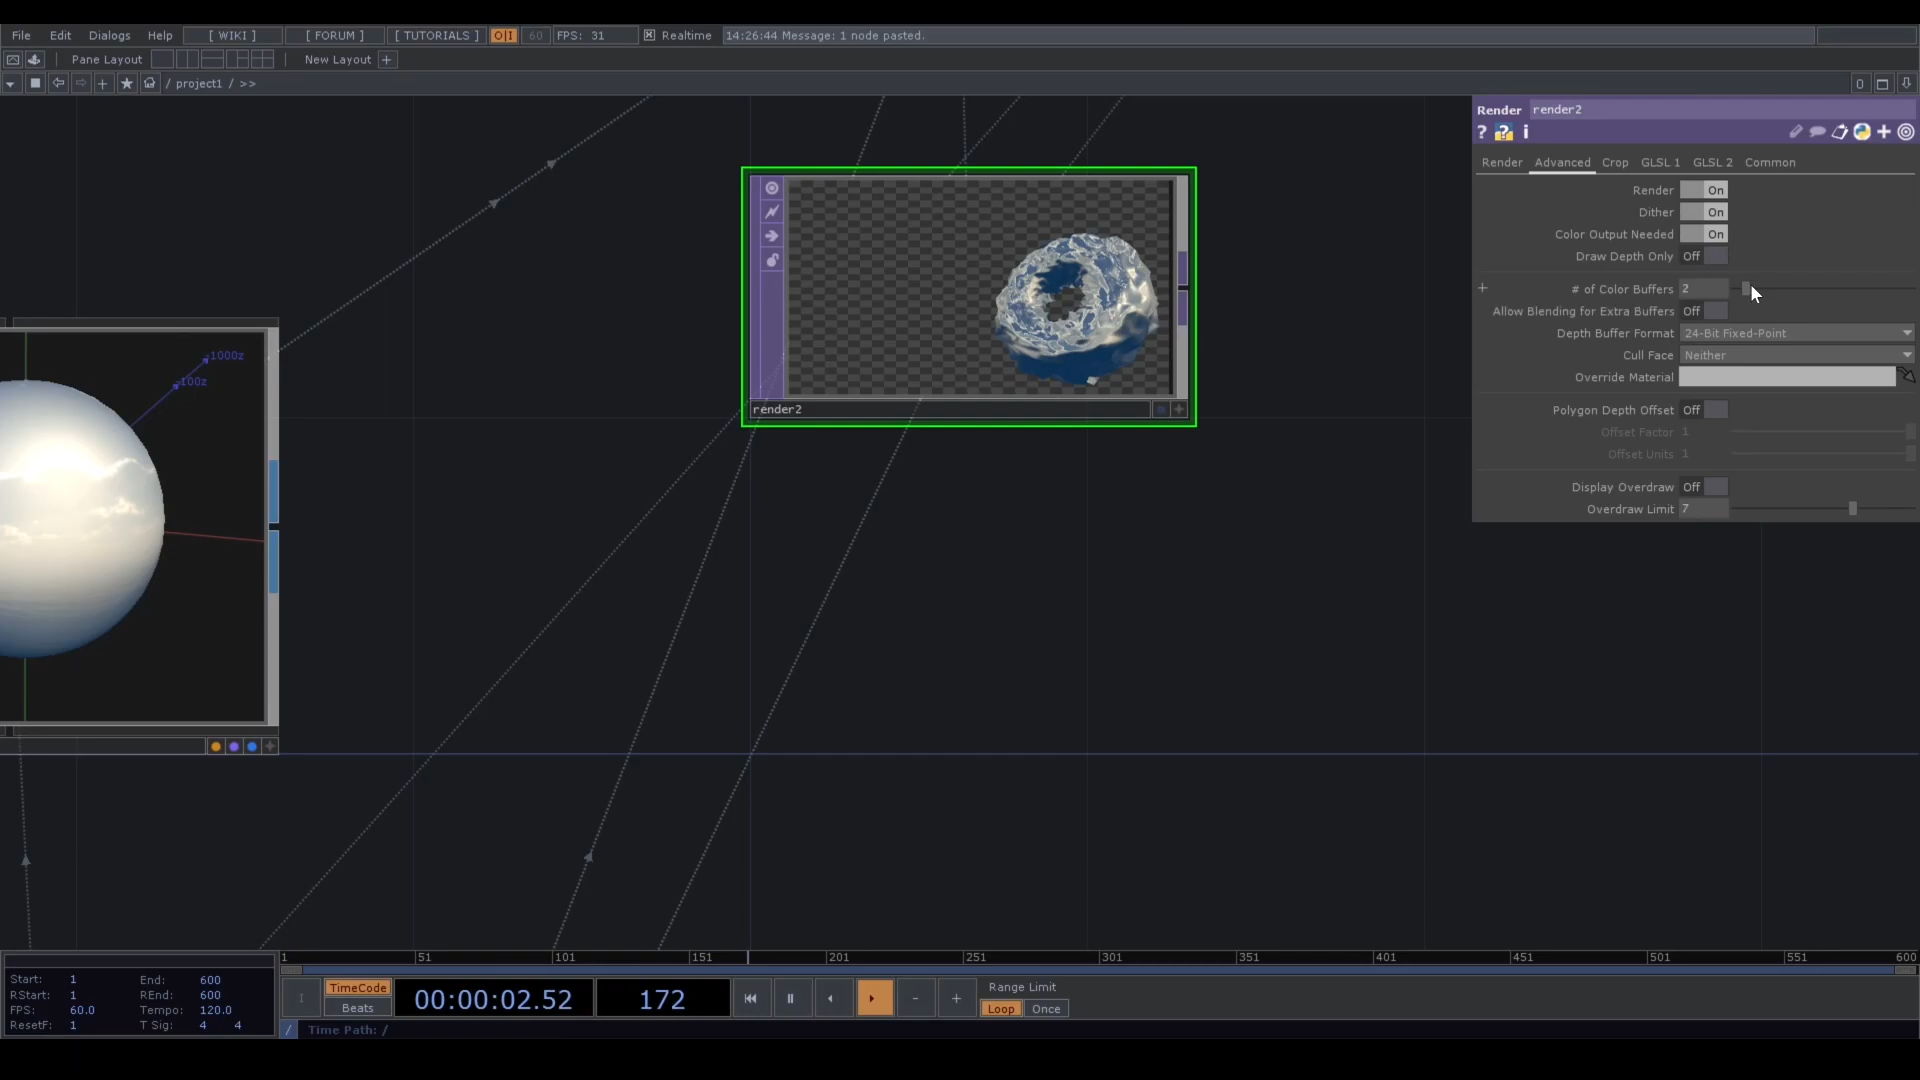 File Edit Dialogs Help [ WIKI ] [ FORUM ] [ TUTORIALS ] O|I 60 FPS: 31 Realtime 14:26:44 Message: 1 node pasted.
Pane Layout New Layout +
/ project1 / >> 0
Render render2
? ? i
Render Advanced Crop GLSL 1 GLSL 2 Common
Render On
Dither On
Color Output Needed On
Draw Depth Only Off
+ # of Color Buffers 2
Allow Blending for Extra Buffers Off
Depth Buffer Format 24-Bit Fixed-Point
Cull Face Neither
Override Material
Polygon Depth Offset Off
Offset Factor 1
Offset Units 1
Display Overdraw Off
Overdraw Limit 7
render2
-1000z
-100z
1 51 101 151 201 251 301 351 401 451 501 551 600
Start: 1 End: 600
RStart: 1 REnd: 600
FPS: 60.0 Tempo: 120.0
ResetF: 1 T Sig: 4 4
I TimeCode Beats 00:00:02.52 172 - + Range Limit
Loop Once
/ Time Path: /